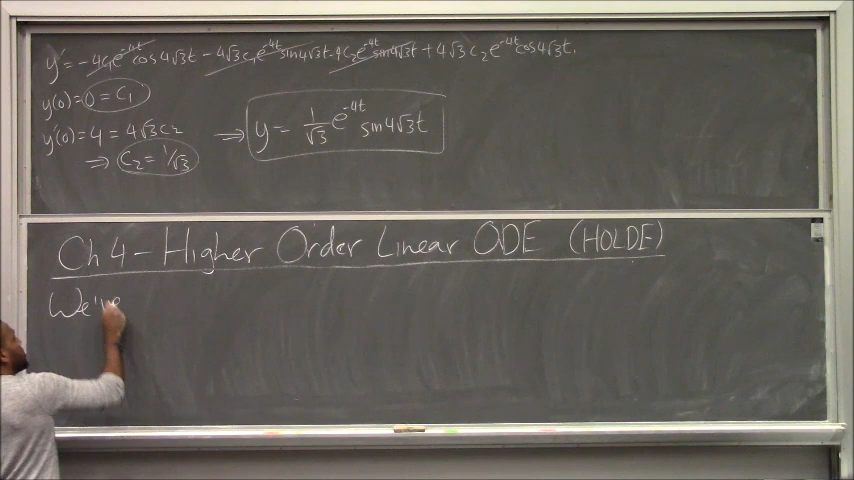 y' = -4c₁e^{-4t}cos4√3t - 4√3c₁e^{-4t}sin4√3t - 4c₂e^{-4t}sin4√3t + 4√3c₂e^{-4t}cos4√3t.
y(0)=0=c₁
y'(0)=4=4√3c₂ ⇒ y = 1/√3 e^{-4t} sin4√3t
⇒ c₂=1/√3
Ch 4 - Higher Order Linear ODE (HOLDE)
We've